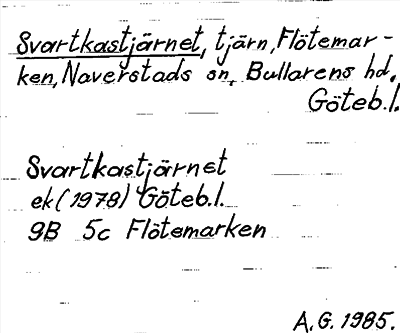 Svartkastjärnet, tjärn, Flötemar-
ken, Naverstads sn, Bullarens hd,
Göteb.l.
Svartkastjärnet
ek (1978) Göteb.l.
9B 5c Flötemarken
A.G. 1985.